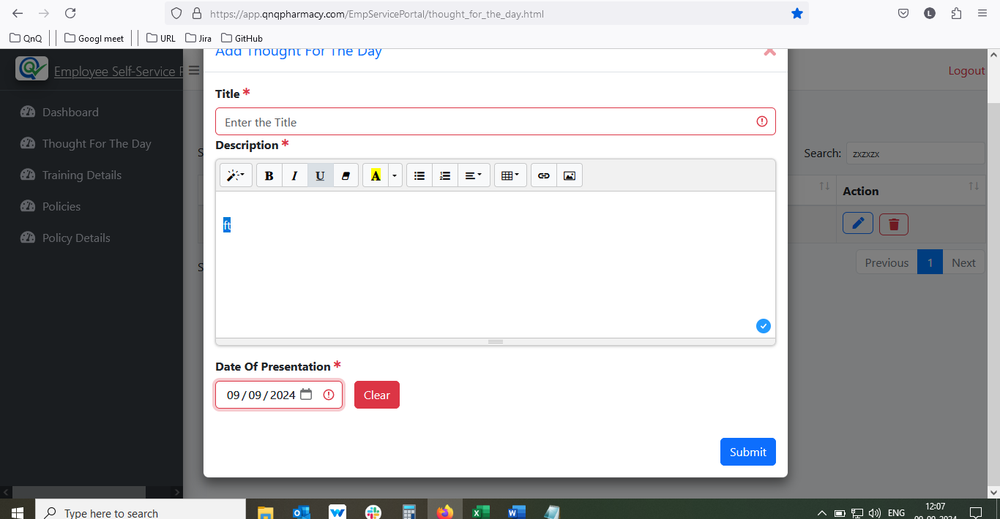 https://app.qnqpharmacy.com/EmpServicePortal/thought_for_the_day.html
L
QnQ
Googl meet
URL
Jira
GitHub
Employee Self-Service
Add Thought For The Day
Logout
Dashboard
Thought For The Day
Training Details
Policies
Policy Details
Title *
Enter the Title
Description *
B I U A
ft
Date Of Presentation *
09/09/2024
Clear
Submit
Search: zxzxzx
Action
Previous 1 Next
Type here to search
ENG
12:07
09-09-2024